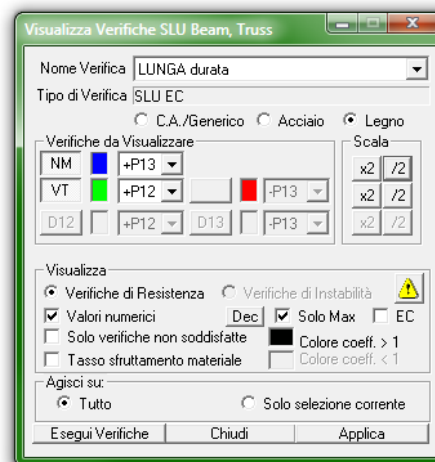 Visualizza Verifiche SLU Beam, Truss
Nome Verifica LUNGA durata
Tipo di Verifica SLU EC
C.A./Generico Acciaio Legno
Verifiche da Visualizzare Scala
NM +P13 x2 /2
VT +P12 -P13 x2 /2
D12 +P12 D13 -P13 x2 /2
Visualizza
Verifiche di Resistenza Verifiche di Instabilità
Valori numerici Dec Solo Max EC
Solo verifiche non soddisfatte Colore coeff. > 1
Tasso sfruttamento materiale Colore coeff. < 1
Agisci su:
Tutto Solo selezione corrente
Esegui Verifiche Chiudi Applica